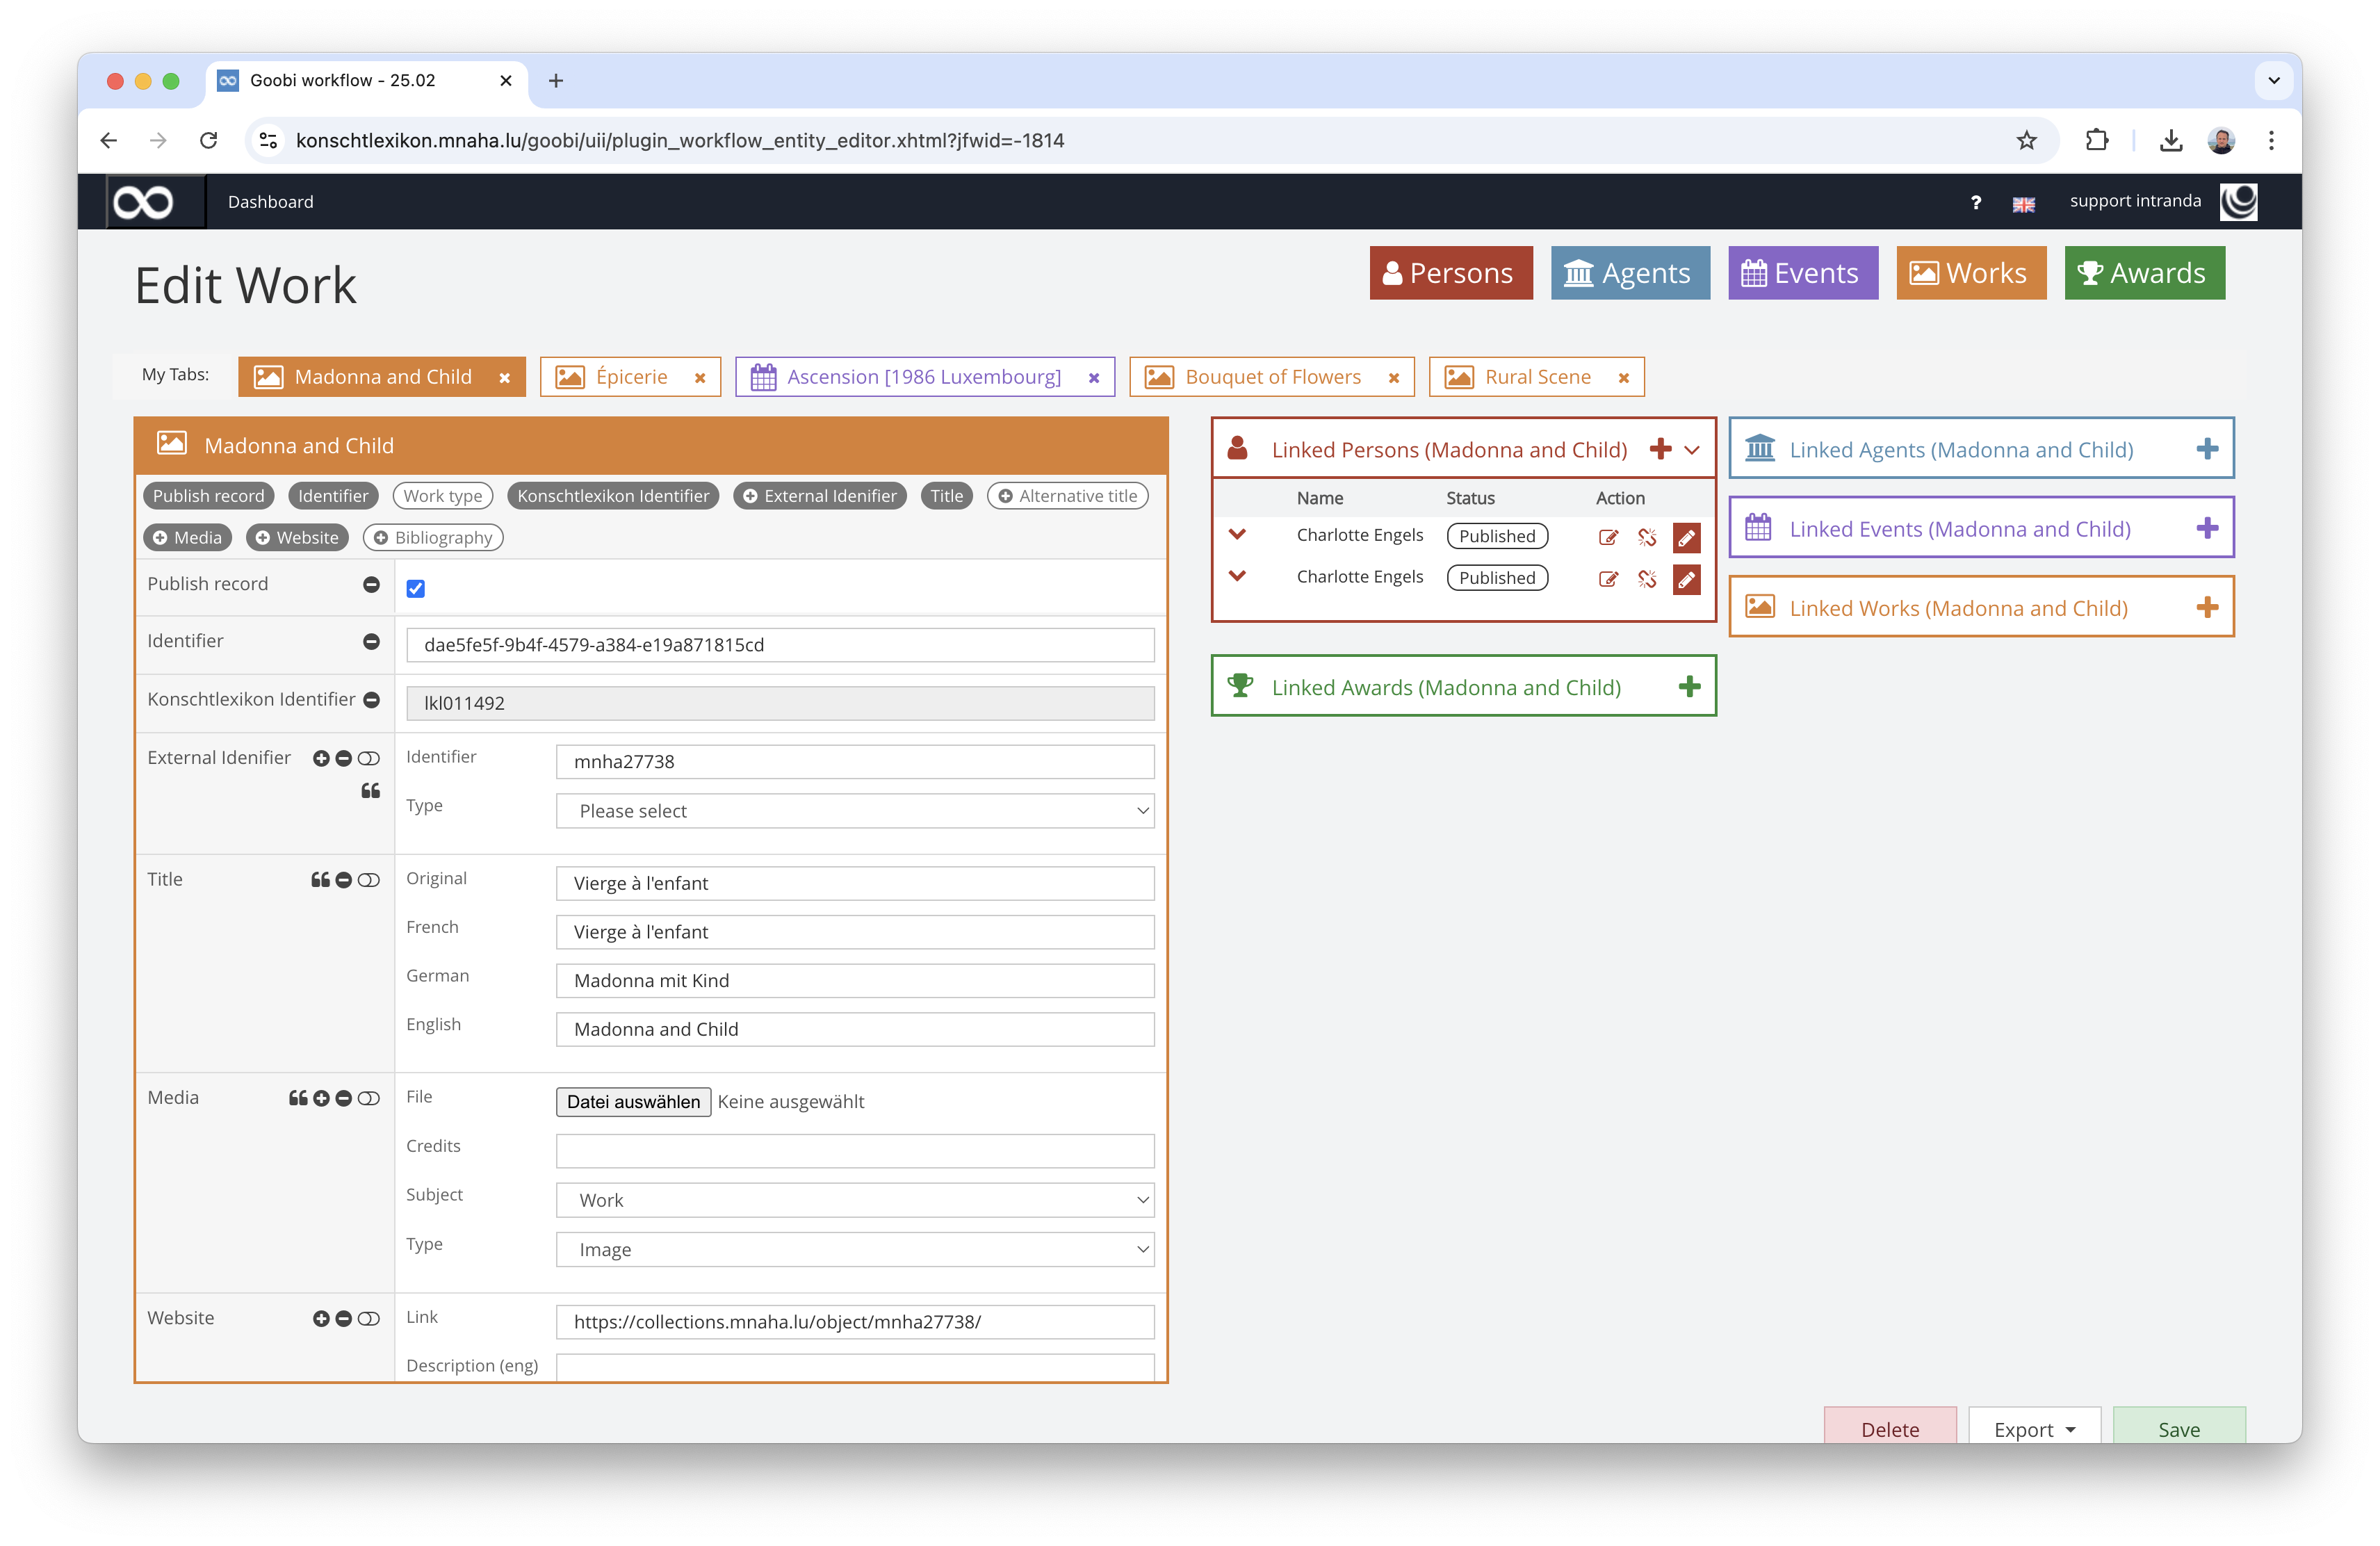 Goobi workflow - 25.02
konschtlexikon.mnaha.lu/goobi/uii/plugin_workflow_entity_editor.xhtml?jfwid=-1814
Dashboard
? support intranda
Edit Work
Persons Agents Events Works Awards
My Tabs: Madonna and Child Épicerie Ascension [1986 Luxembourg] Bouquet of Flowers Rural Scene
Madonna and Child
Publish record Identifier Work type Konschtlexikon Identifier External Idenifier Title Alternative title
Media Website Bibliography
Publish record
Identifier dae5fe5f-9b4f-4579-a384-e19a871815cd
Konschtlexikon Identifier lkl011492
External Idenifier Identifier mnha27738
Type Please select
Title Original Vierge à l'enfant
French Vierge à l'enfant
German Madonna mit Kind
English Madonna and Child
Media File Datei auswählen Keine ausgewählt
Credits
Subject Work
Type Image
Website Link https://collections.mnaha.lu/object/mnha27738/
Description (eng)
Linked Persons (Madonna and Child)
Name Status Action
Charlotte Engels Published
Charlotte Engels Published
Linked Awards (Madonna and Child)
Linked Agents (Madonna and Child)
Linked Events (Madonna and Child)
Linked Works (Madonna and Child)
Delete Export Save